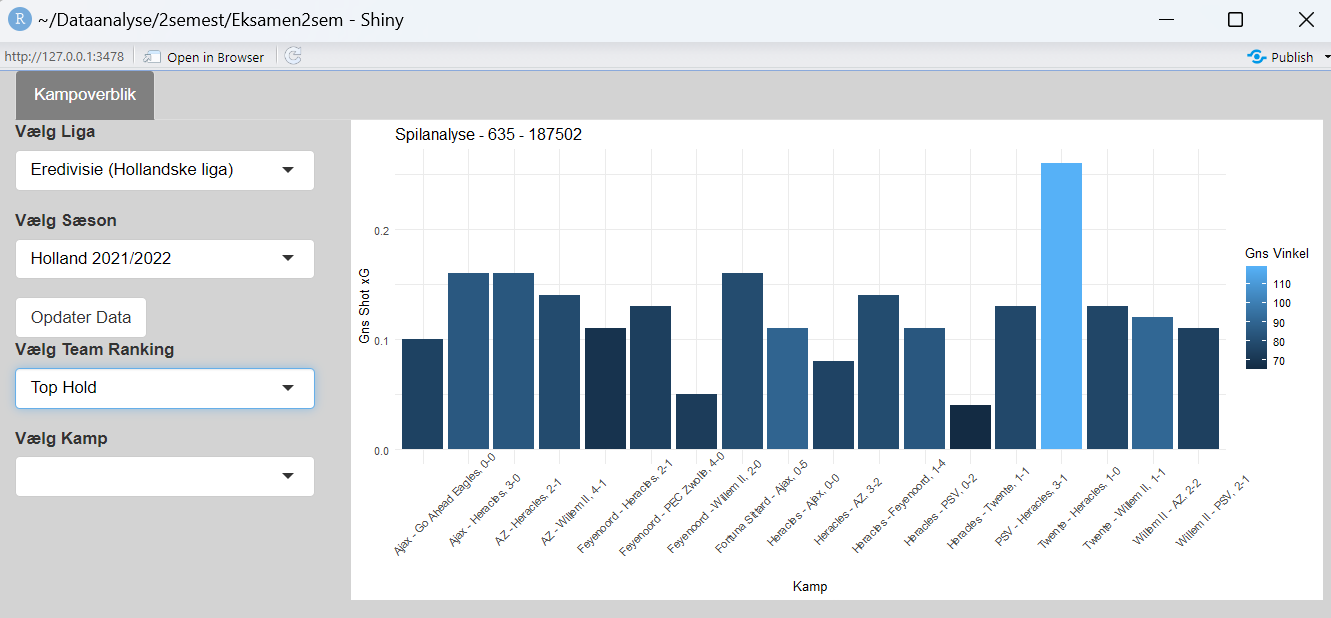 R ~/Dataanalyse/2semest/Eksamen2sem - Shiny
http://127.0.0.1:3478 Open in Browser Publish
Kampoverblik
Vælg Liga
Eredivisie (Hollandske liga)
Vælg Sæson
Holland 2021/2022
Opdater Data
Vælg Team Ranking
Top Hold
Vælg Kamp
Spilanalyse - 635 - 187502
Gns Shot xG
0.2
0.1
0.0
Ajax - Go Ahead Eagles, 0-0
Ajax - Heracles, 3-0
AZ - Heracles, 2-1
AZ - Willem II, 4-1
Feyenoord - Heracles, 2-1
Feyenoord - PEC Zwolle, 4-0
Feyenoord - Willem II, 2-0
Fortuna Sittard - Ajax, 0-5
Heracles - Ajax, 0-0
Heracles - AZ, 3-2
Heracles - Feyenoord, 1-4
Heracles - PSV, 0-2
Heracles - Twente, 1-1
PSV - Heracles, 3-1
Twente - Heracles, 1-0
Twente - Willem II, 1-1
Willem II - AZ, 2-2
Willem II - PSV, 2-1
Kamp
Gns Vinkel
110
100
90
80
70